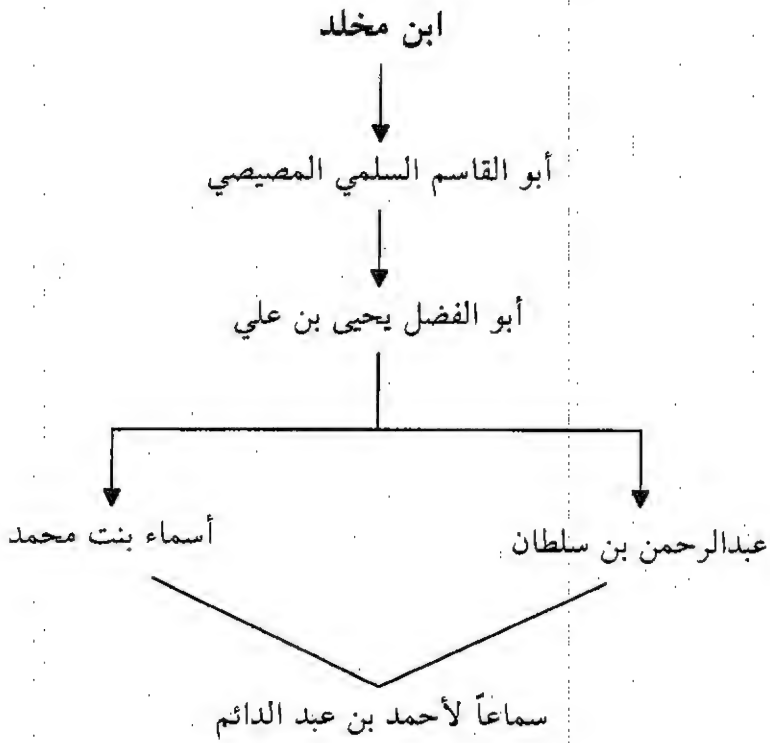 ابن مخلد
أبو القاسم السلمي المصيصي
أبو الفضل يحيى بن علي
عبدالرحمن بن سلطان
أسماء بنت محمد
سماعاً لأحمد بن عبد الدائم